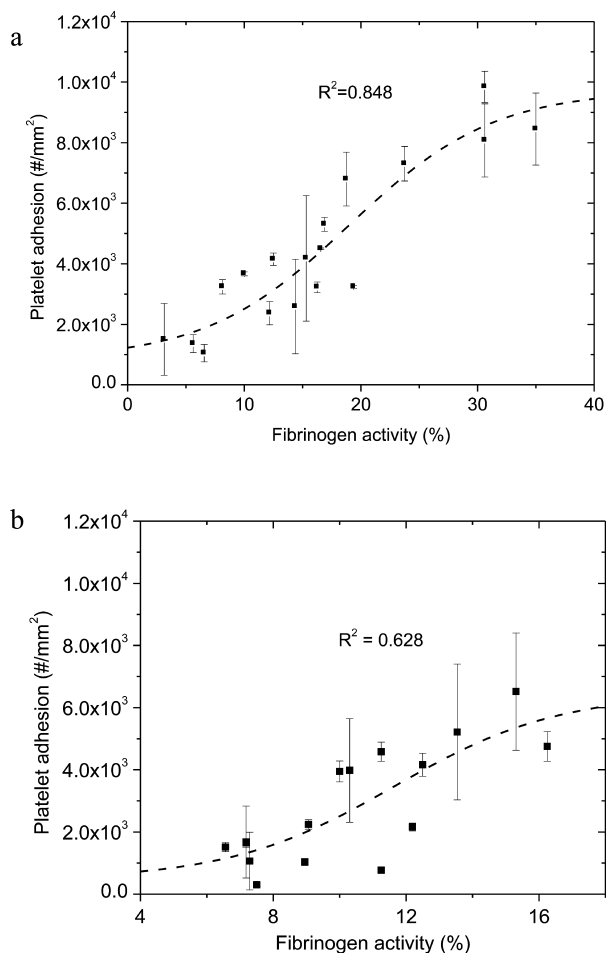 a
1.2x10⁴
1.0x10⁴
8.0x10³
6.0x10³
4.0x10³
2.0x10³
0.0
Platelet adhesion (#/mm²)
R²=0.848
0 10 20 30 40
Fibrinogen activity (%)
b
1.2x10⁴
1.0x10⁴
8.0x10³
6.0x10³
4.0x10³
2.0x10³
0.0
Platelet adhesion (#/mm²)
R² = 0.628
4 8 12 16
Fibrinogen activity (%)